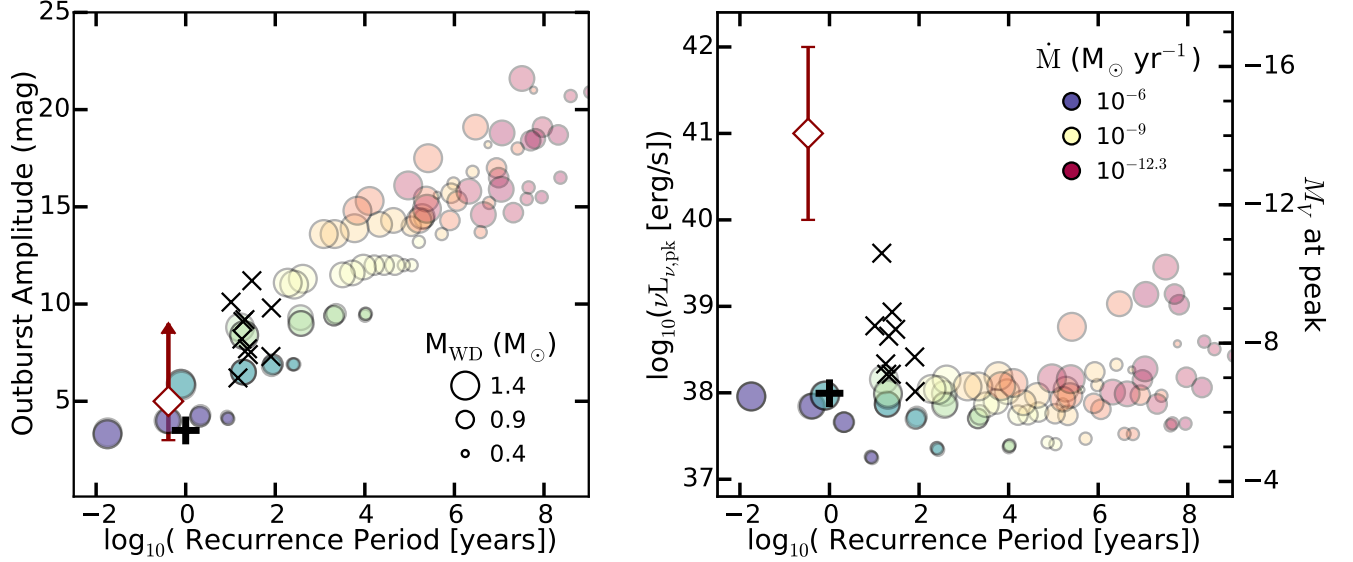 25
20
15
10
5
Outburst Amplitude (mag)
M_WD (M_⊙)
1.4
0.9
0.4
−2 0 2 4 6 8
log₁₀( Recurrence Period [years])
42
41
40
39
38
37
log₁₀(νL_ν,pk [erg/s]
Ṁ (M_⊙ yr⁻¹)
10⁻⁶
10⁻⁹
10⁻¹²·³
−16
−12
−8
−4
M_V at peak
−2 0 2 4 6 8
log₁₀( Recurrence Period [years])